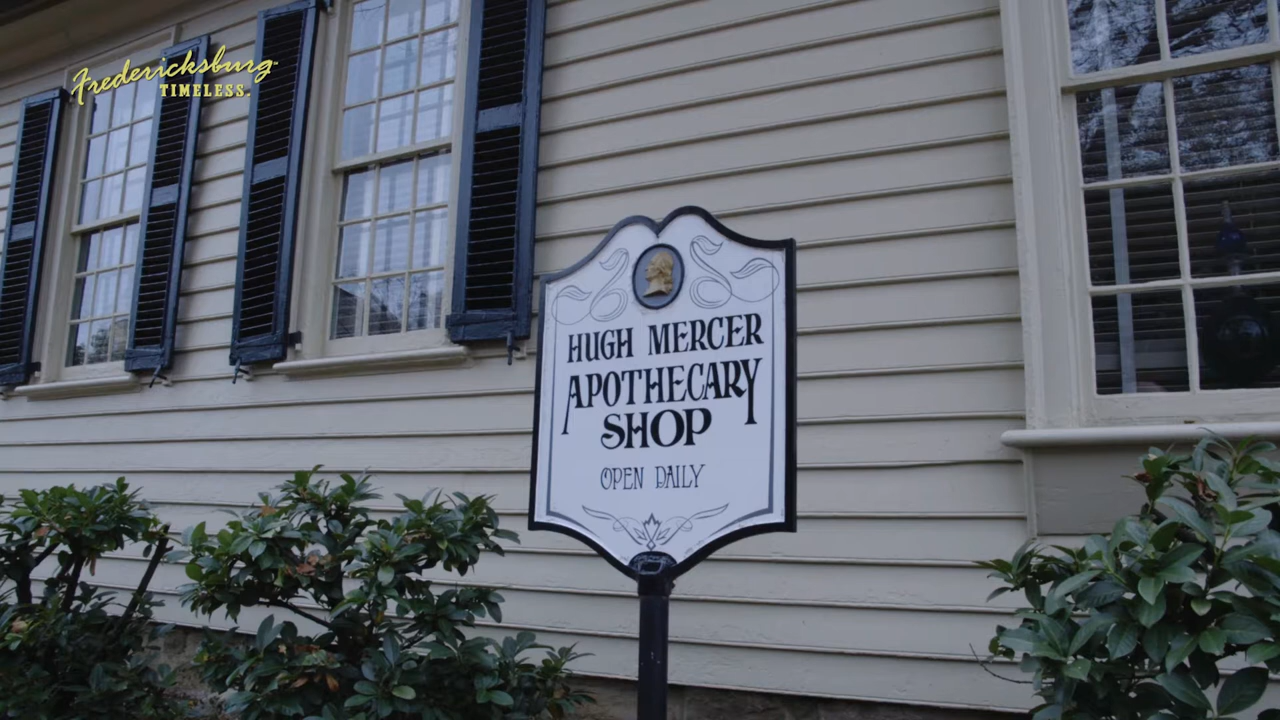 Fredericksburg
TIMELESS.
HUGH MERCER
APOTHECARY
SHOP
OPEN DAILY